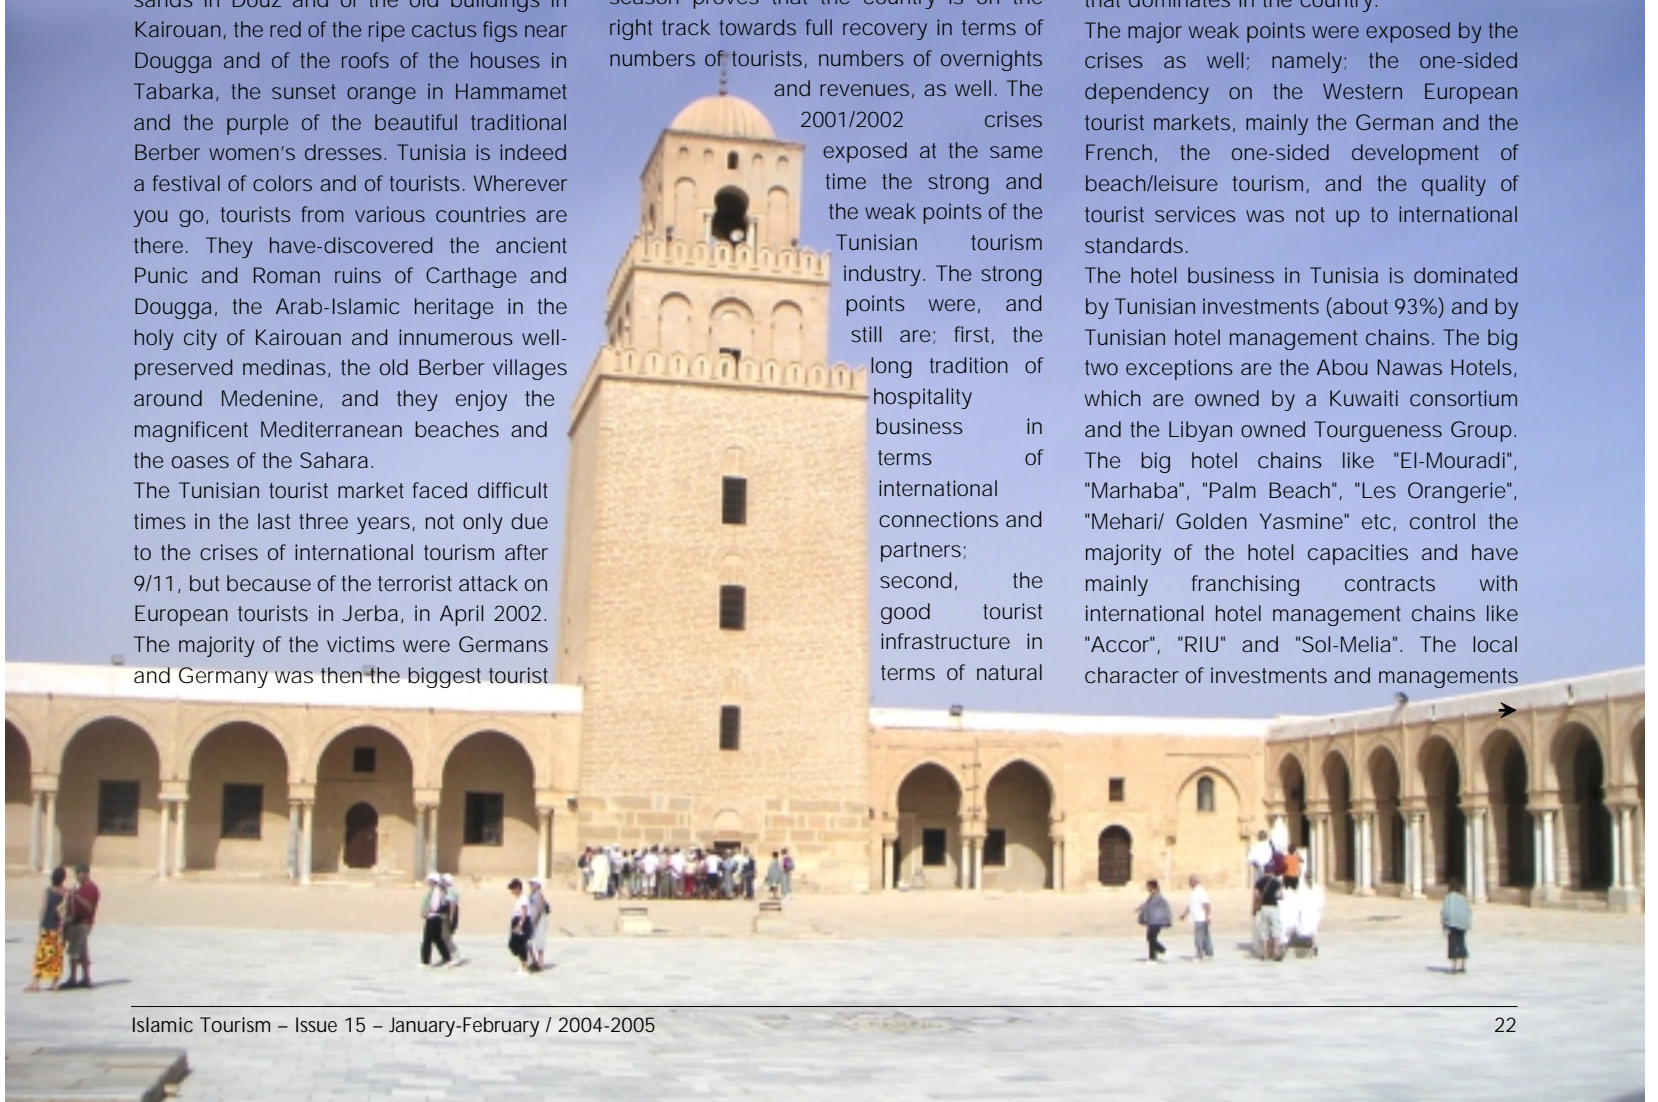 sands in Douz and of the old buildings in
Kairouan, the red of the ripe cactus figs near
Dougga and of the roofs of the houses in
Tabarka, the sunset orange in Hammamet
and the purple of the beautiful traditional
Berber women's dresses. Tunisia is indeed
a festival of colors and of tourists. Wherever
you go, tourists from various countries are
there. They have-discovered the ancient
Punic and Roman ruins of Carthage and
Dougga, the Arab-Islamic heritage in the
holy city of Kairouan and innumerous well-
preserved medinas, the old Berber villages
around Medenine, and they enjoy the
magnificent Mediterranean beaches and
the oases of the Sahara.
The Tunisian tourist market faced difficult
times in the last three years, not only due
to the crises of international tourism after
9/11, but because of the terrorist attack on
European tourists in Jerba, in April 2002.
The majority of the victims were Germans
and Germany was then the biggest tourist
season proves that the country is on the
right track towards full recovery in terms of
numbers of tourists, numbers of overnights
and revenues, as well. The
2001/2002 crises
exposed at the same
time the strong and
the weak points of the
Tunisian tourism
industry. The strong
points were, and
still are; first, the
long tradition of
hospitality
business in
terms of
international
connections and
partners;
second, the
good tourist
infrastructure in
terms of natural
that dominates in the country.
The major weak points were exposed by the
crises as well; namely; the one-sided
dependency on the Western European
tourist markets, mainly the German and the
French, the one-sided development of
beach/leisure tourism, and the quality of
tourist services was not up to international
standards.
The hotel business in Tunisia is dominated
by Tunisian investments (about 93%) and by
Tunisian hotel management chains. The big
two exceptions are the Abou Nawas Hotels,
which are owned by a Kuwaiti consortium
and the Libyan owned Tourgueness Group.
The big hotel chains like "El-Mouradi",
"Marhaba", "Palm Beach", "Les Orangerie",
"Mehari/ Golden Yasmine" etc, control the
majority of the hotel capacities and have
mainly franchising contracts with
international hotel management chains like
"Accor", "RIU" and "Sol-Melia". The local
character of investments and managements
Islamic Tourism – Issue 15 – January-February / 2004-2005
22